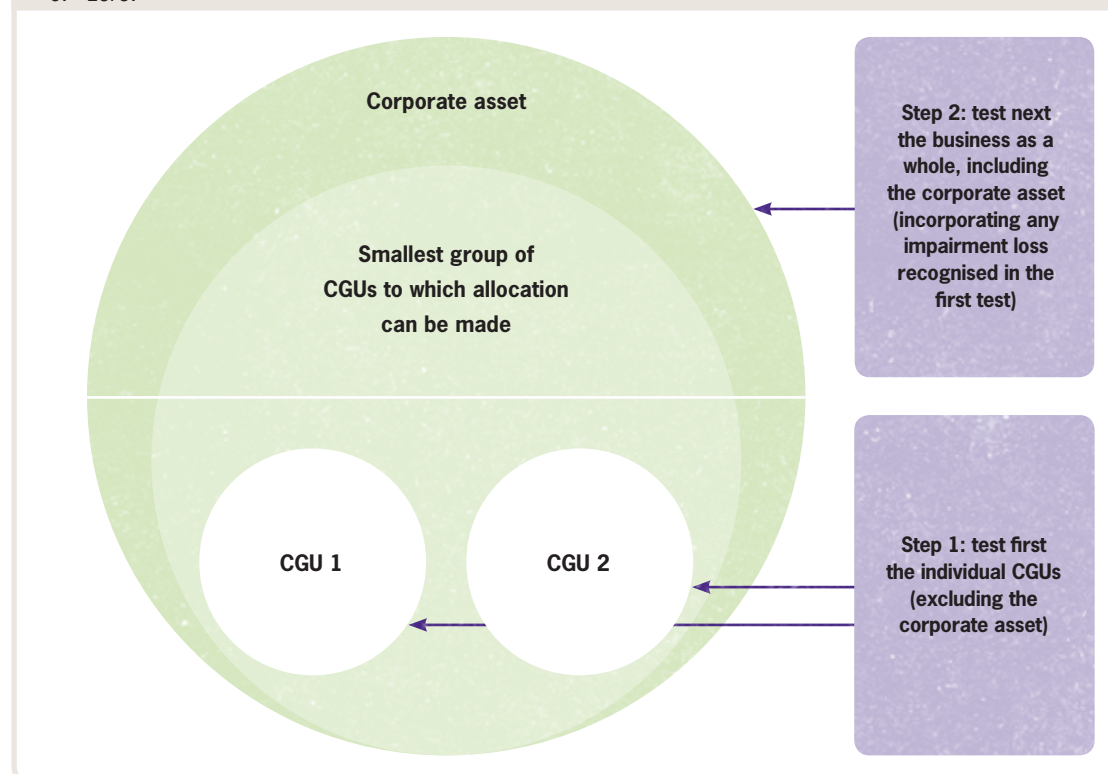 Corporate asset
Smallest group of
CGUs to which allocation
can be made
CGU 1
CGU 2
Step 2: test next
the business as a
whole, including
the corporate asset
(incorporating any
impairment loss
recognised in the
first test)
Step 1: test first
the individual CGUs
(excluding the
corporate asset)